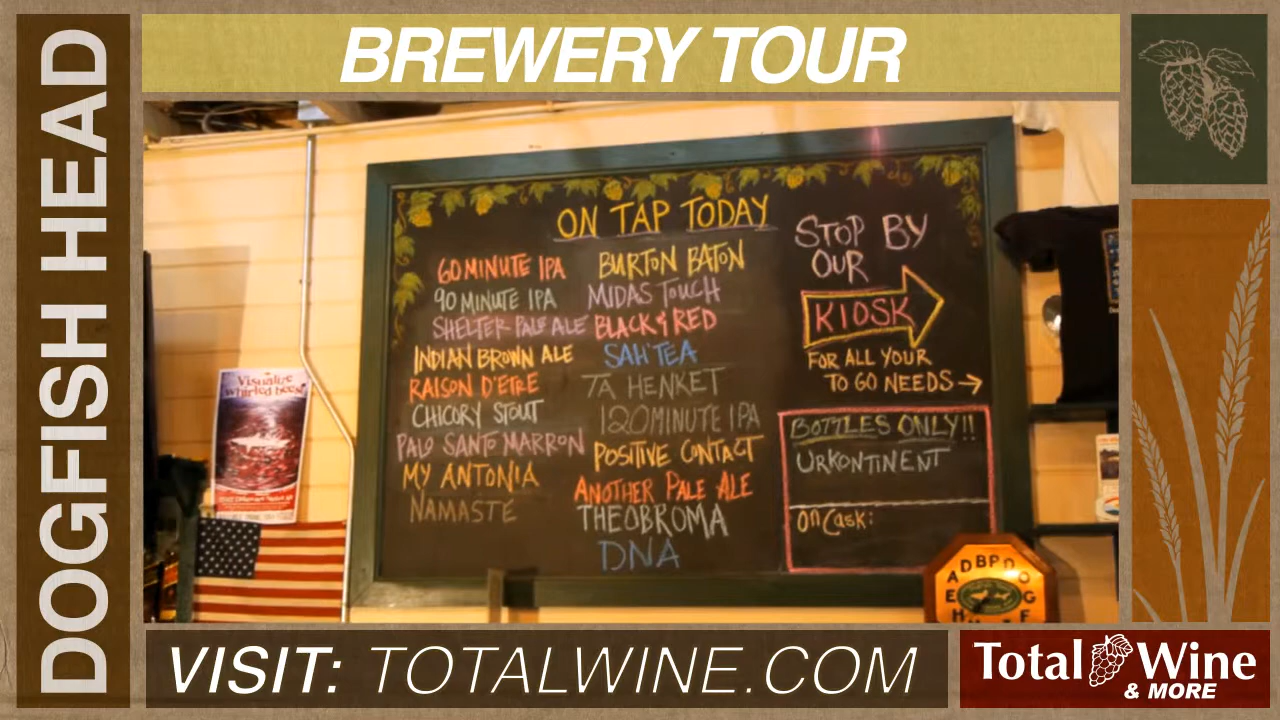 BREWERY TOUR
DOGFISH HEAD
ON TAP TODAY
60 MINUTE IPA
90 MINUTE IPA
SHELTER PALE ALE
INDIAN BROWN ALE
RAISON D'ETRE
CHICORY STOUT
PALO SANTO MARRON
MY ANTONIA
NAMASTE
BURTON BATON
MIDAS TOUCH
BLACK & RED
SAH'TEA
TA HENKET
120 MINUTE IPA
POSITIVE CONTACT
ANOTHER PALE ALE
THEOBROMA
DNA
STOP BY
OUR
KIOSK
FOR ALL YOUR
TO GO NEEDS →
BOTTLES ONLY!!
URKONTINENT
On Cask:
Visualize
whirled bees!
VISIT: TOTALWINE.COM
Total Wine
& MORE